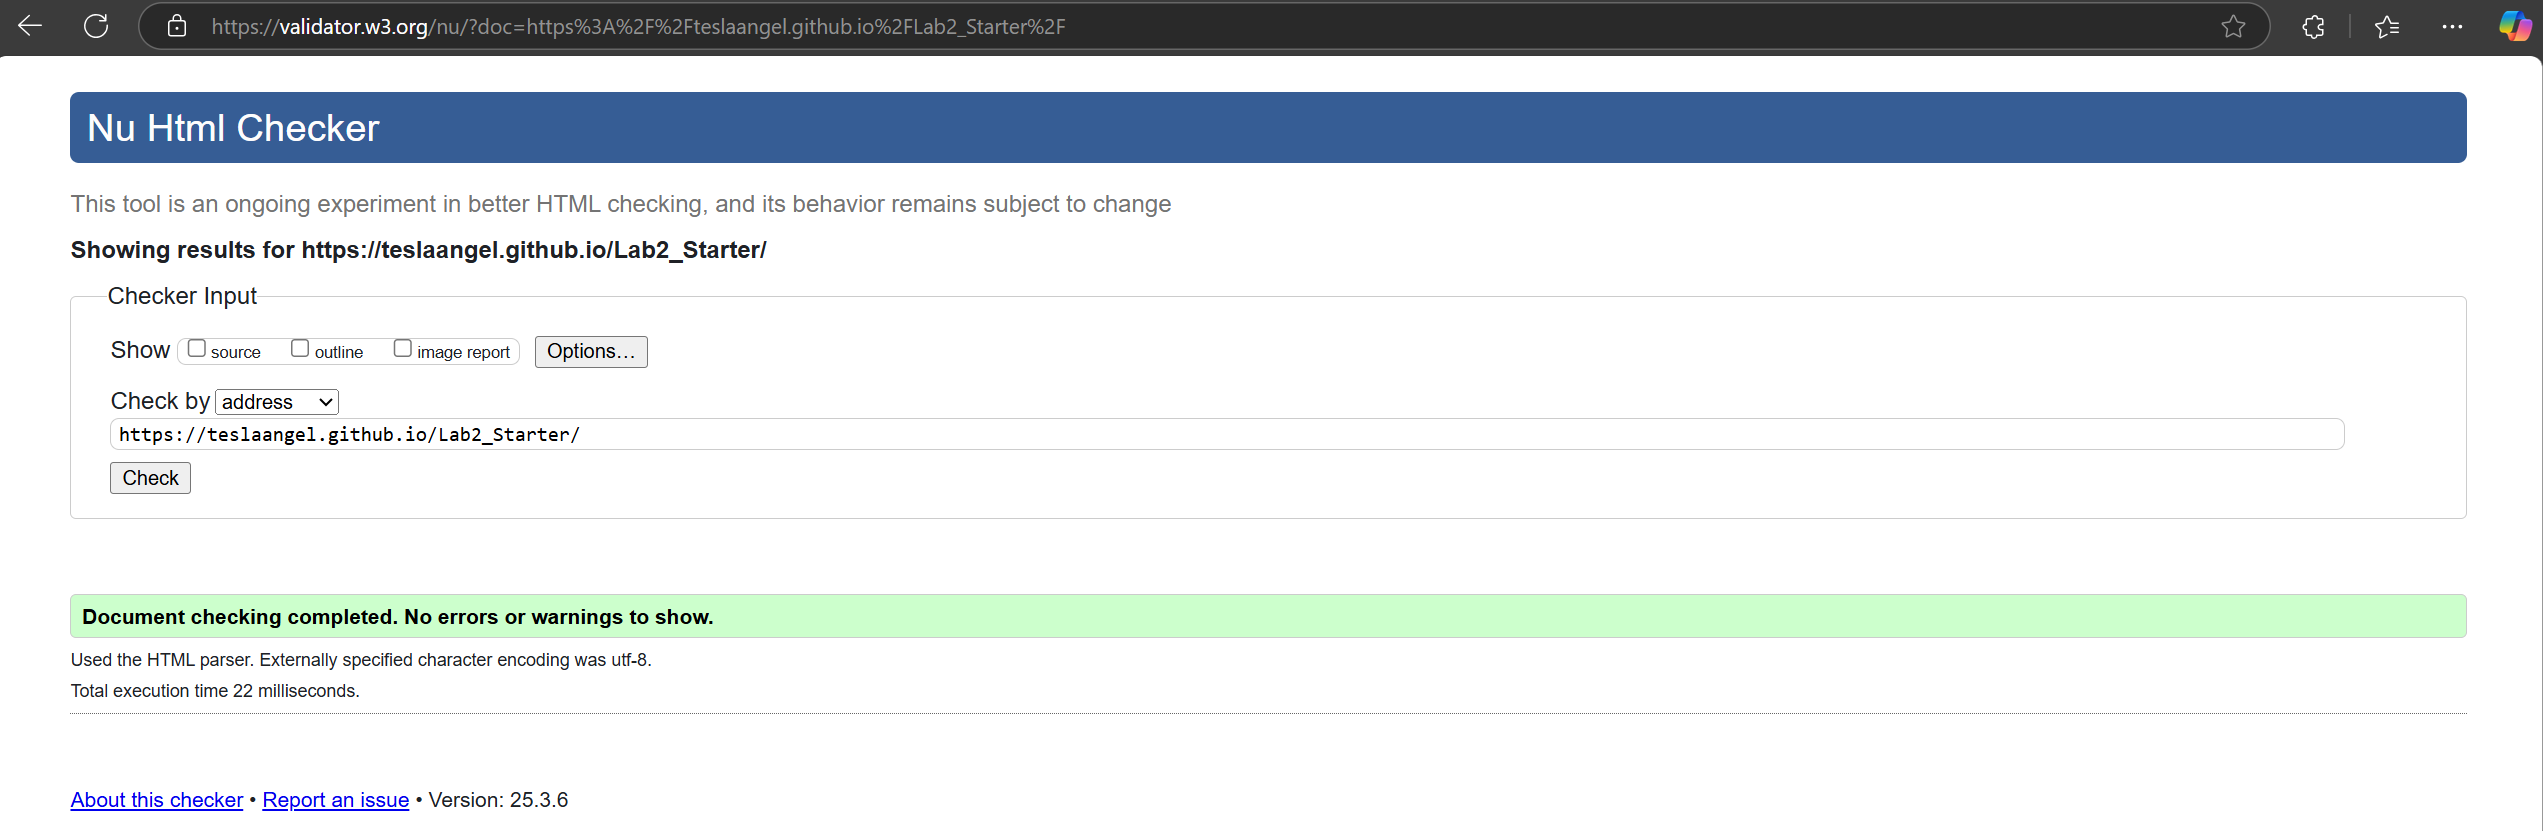 https://validator.w3.org/nu/?doc=https%3A%2F%2Fteslaangel.github.io%2FLab2_Starter%2F
Nu Html Checker
This tool is an ongoing experiment in better HTML checking, and its behavior remains subject to change
Showing results for https://teslaangel.github.io/Lab2_Starter/
Checker Input
Show source outline image report Options...
Check by address
https://teslaangel.github.io/Lab2_Starter/
Check
Document checking completed. No errors or warnings to show.
Used the HTML parser. Externally specified character encoding was utf-8.
Total execution time 22 milliseconds.
About this checker • Report an issue • Version: 25.3.6